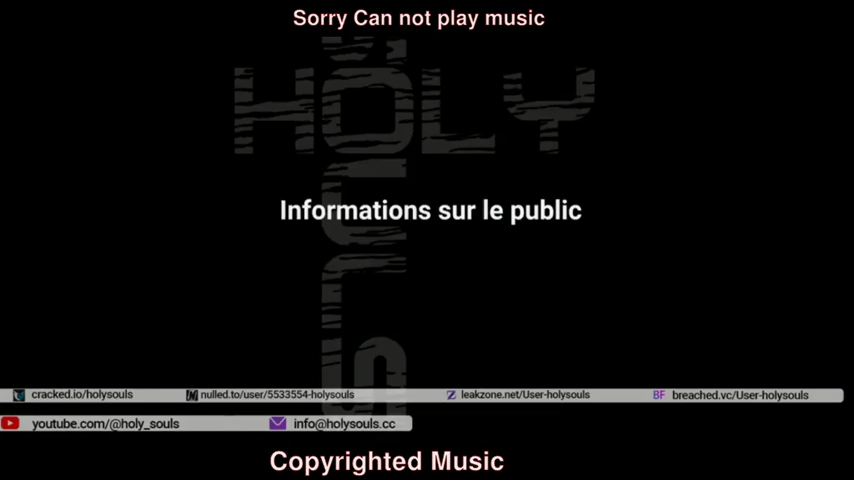 Sorry Can not play music
HOLY
SOULS
Informations sur le public
cracked.io/holysouls
nulled.to/user/5533554-holysouls
leakzone.net/User-holysouls
BF breached.vc/User-holysouls
youtube.com/@holy_souls
info@holysouls.cc
Copyrighted Music